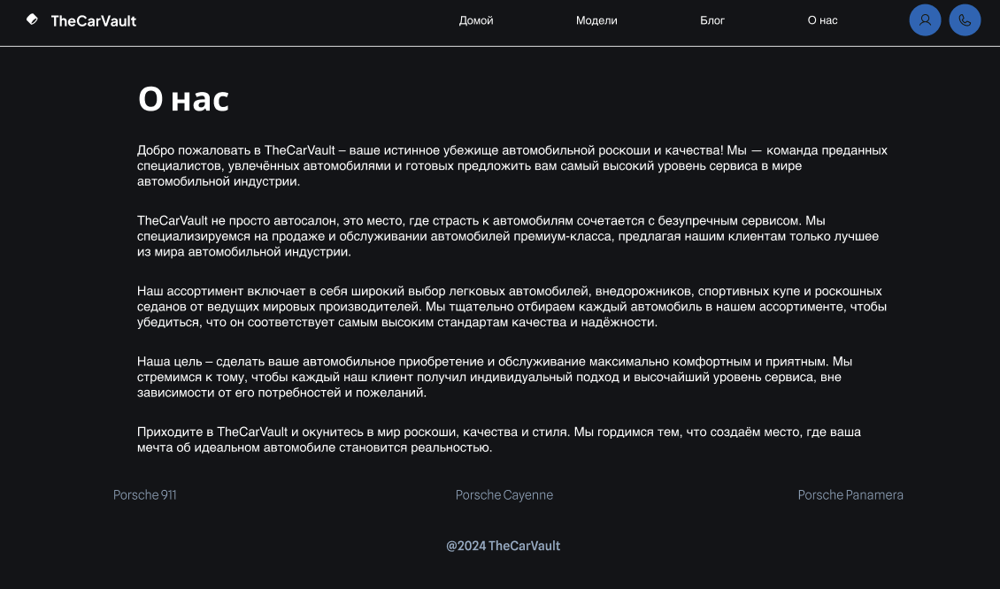 TheCarVault
Домой
Модели
Блог
О нас
О нас
Добро пожаловать в TheCarVault – ваше истинное убежище автомобильной роскоши и качества! Мы — команда преданных
специалистов, увлечённых автомобилями и готовых предложить вам самый высокий уровень сервиса в мире
автомобильной индустрии.
TheCarVault не просто автосалон, это место, где страсть к автомобилям сочетается с безупречным сервисом. Мы
специализируемся на продаже и обслуживании автомобилей премиум-класса, предлагая нашим клиентам только лучшее
из мира автомобильной индустрии.
Наш ассортимент включает в себя широкий выбор легковых автомобилей, внедорожников, спортивных купе и роскошных
седанов от ведущих мировых производителей. Мы тщательно отбираем каждый автомобиль в нашем ассортименте, чтобы
убедиться, что он соответствует самым высоким стандартам качества и надёжности.
Наша цель – сделать ваше автомобильное приобретение и обслуживание максимально комфортным и приятным. Мы
стремимся к тому, чтобы каждый наш клиент получил индивидуальный подход и высочайший уровень сервиса, вне
зависимости от его потребностей и пожеланий.
Приходите в TheCarVault и окунитесь в мир роскоши, качества и стиля. Мы гордимся тем, что создаём место, где ваша
мечта об идеальном автомобиле становится реальностью.
Porsche 911
Porsche Cayenne
Porsche Panamera
@2024 TheCarVault